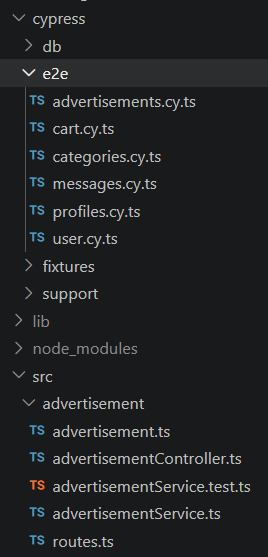 cypress
db
e2e
TS advertisements.cy.ts
TS cart.cy.ts
TS categories.cy.ts
TS messages.cy.ts
TS profiles.cy.ts
TS user.cy.ts
fixtures
support
lib
node_modules
src
advertisement
TS advertisement.ts
TS advertisementController.ts
TS advertisementService.test.ts
TS advertisementService.ts
TS routes.ts